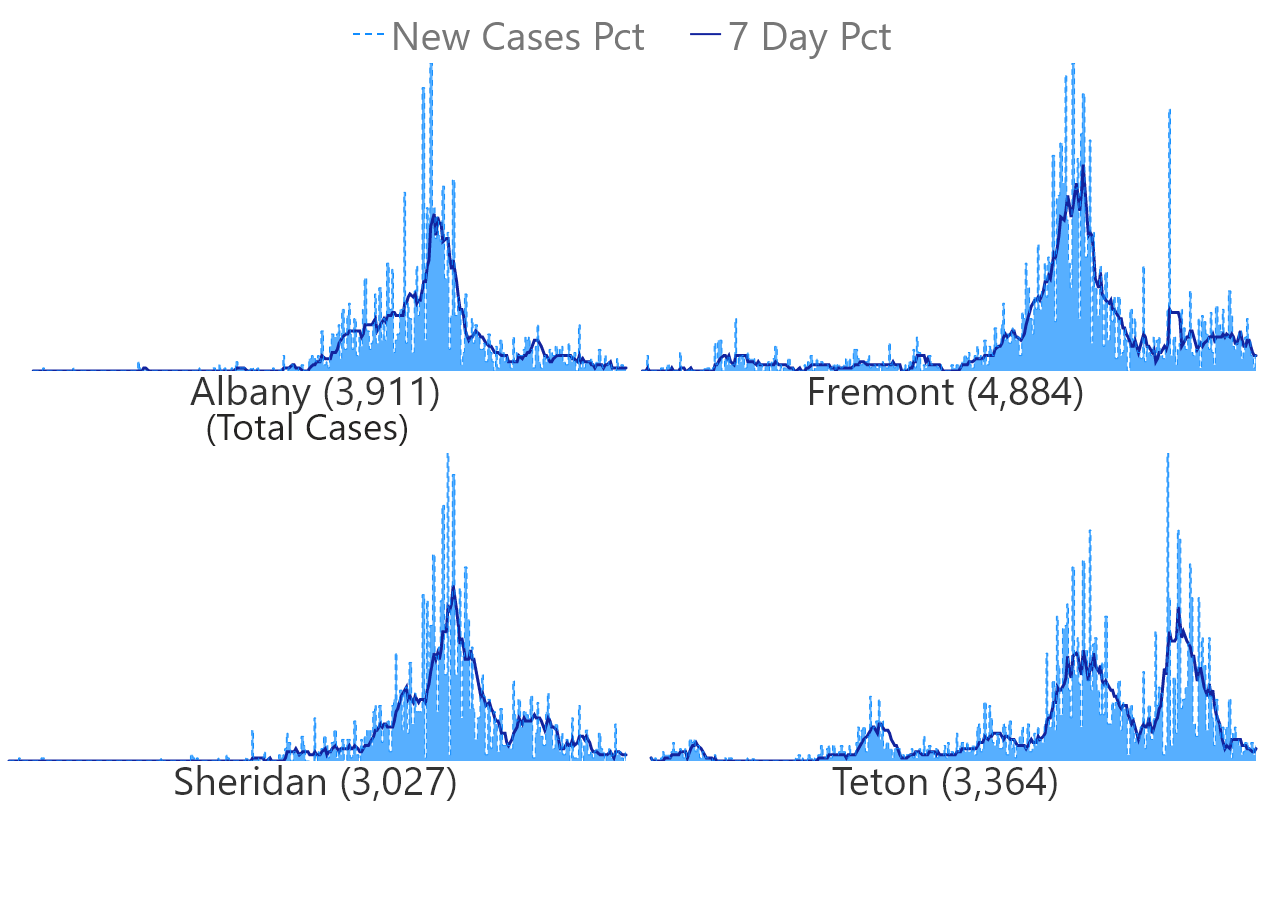 New Cases Pct 7 Day Pct
Albany (3,911) Fremont (4,884)
(Total Cases)
Sheridan (3,027) Teton (3,364)